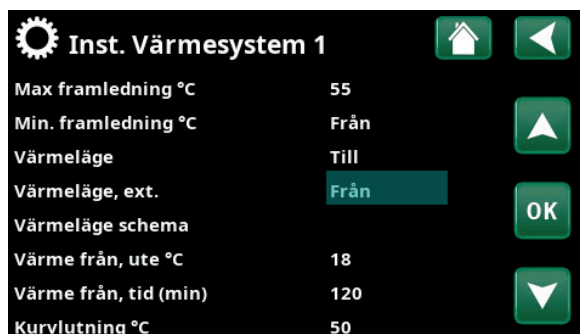 Inst. Värmesystem 1
Max framledning °C 55
Min. framledning °C Från
Värmeläge Till
Värmeläge, ext. Från
OK
Värmeläge schema
Värme från, ute °C 18
Värme från, tid (min) 120
Kurvlutning °C 50